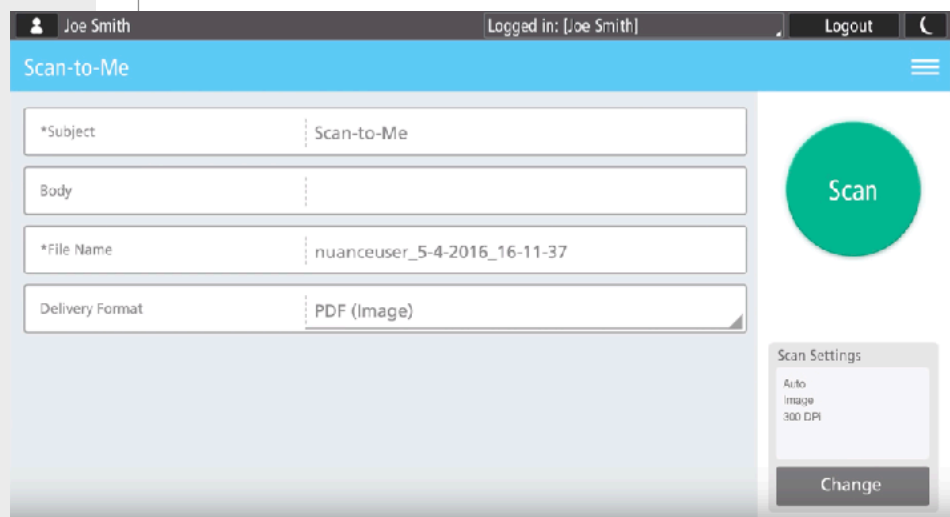 Joe Smith Logged in: [Joe Smith] Logout
Scan-to-Me
*Subject Scan-to-Me
Body
*File Name nuanceuser_5-4-2016_16-11-37
Delivery Format PDF (Image)
Scan
Scan Settings
Auto
Image
300 DPI
Change